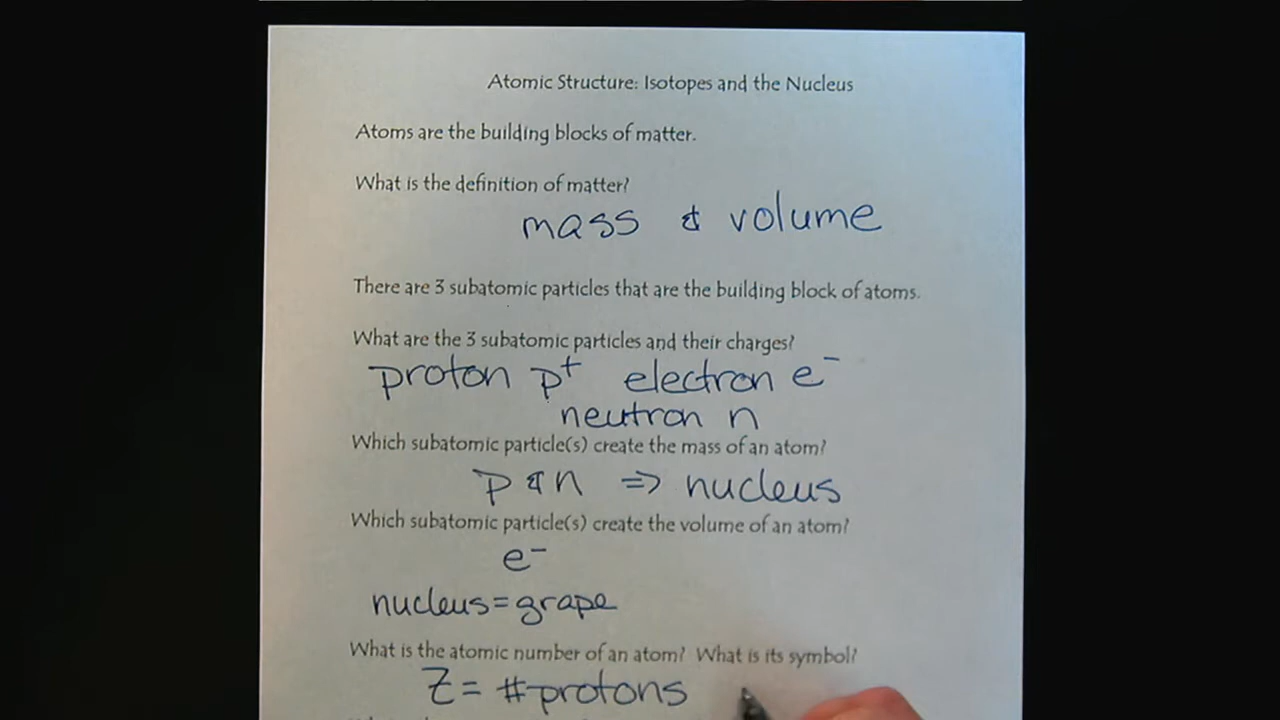 Atomic Structure: Isotopes and the Nucleus
Atoms are the building blocks of matter.
What is the definition of matter?
mass & volume
There are 3 subatomic particles that are the building block of atoms.
What are the 3 subatomic particles and their charges?
proton p⁺ electron e⁻
neutron n
Which subatomic particle(s) create the mass of an atom?
p & n ⇒ nucleus
Which subatomic particle(s) create the volume of an atom?
e⁻
nucleus=grape
What is the atomic number of an atom? What is its symbol?
Z = #protons